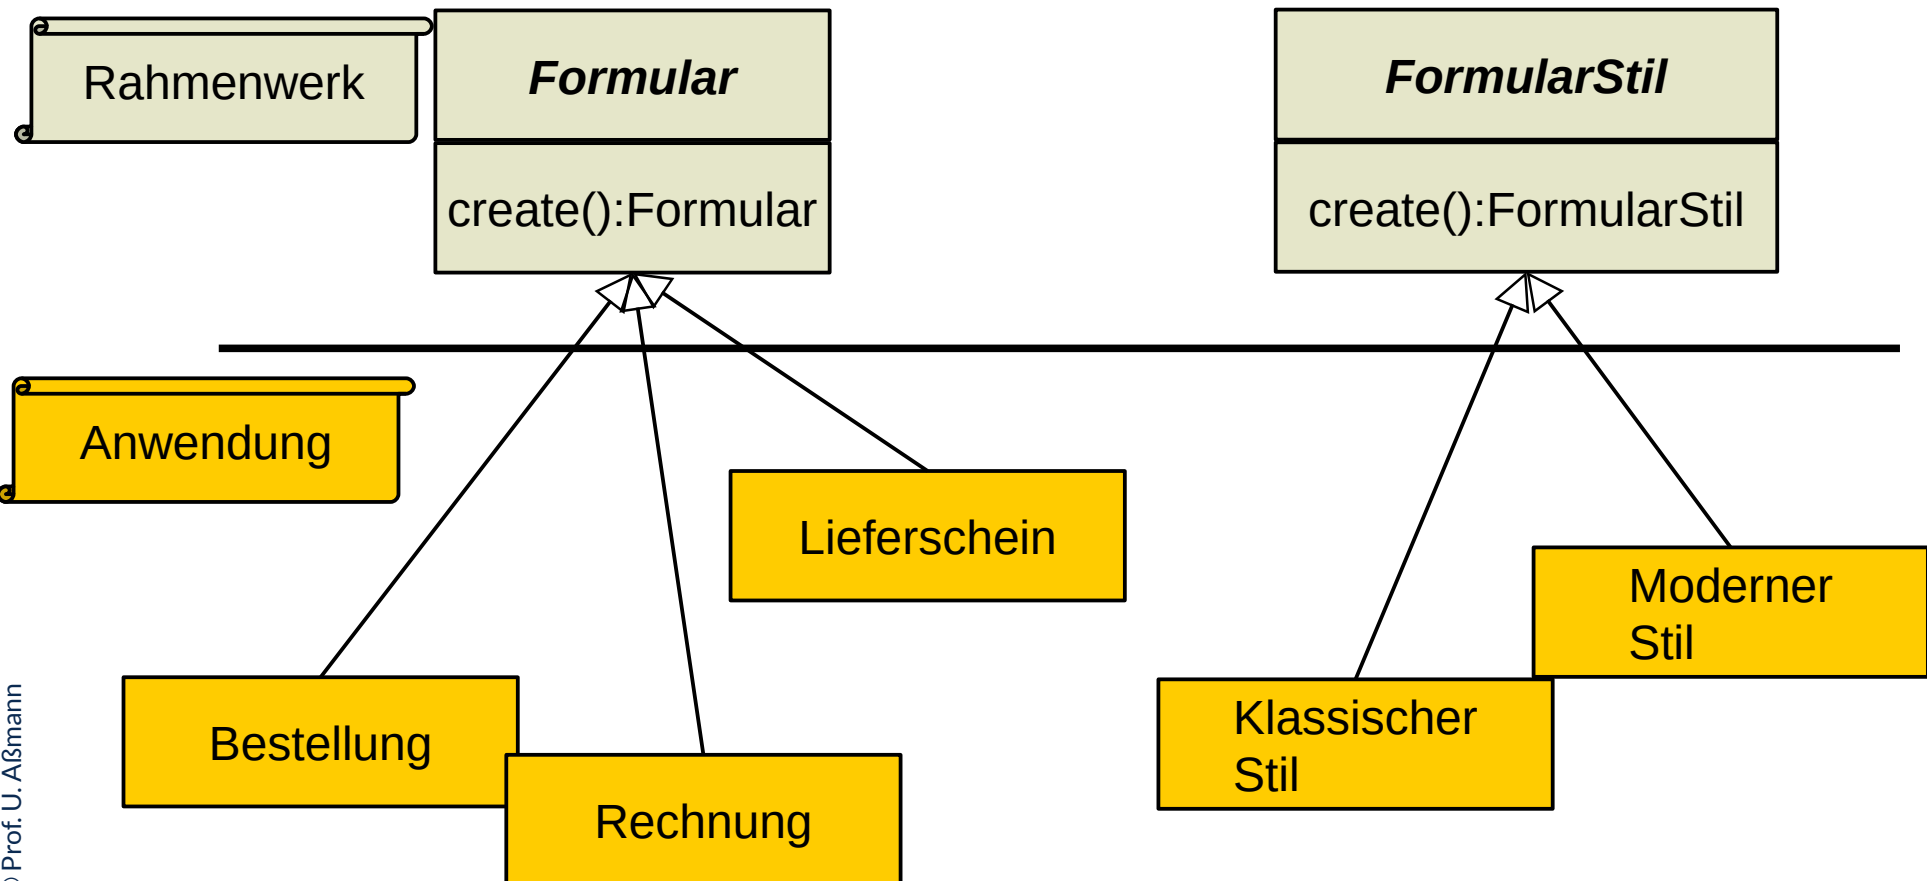 Rahmenwerk
Formular
create():Formular
FormularStil
create():FormularStil
Anwendung
Lieferschein
Bestellung
Rechnung
Moderner
Stil
Klassischer
Stil
© Prof. U. Aßmann